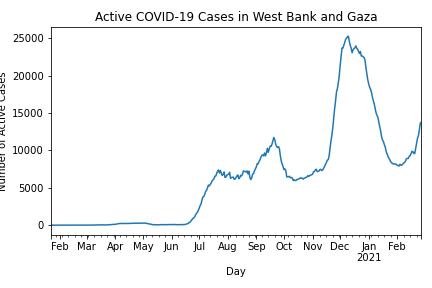 Active COVID-19 Cases in West Bank and Gaza
Number of Active Cases
25000
20000
15000
10000
5000
0
Feb Mar Apr May Jun Jul Aug Sep Oct Nov Dec Jan Feb
2021
Day